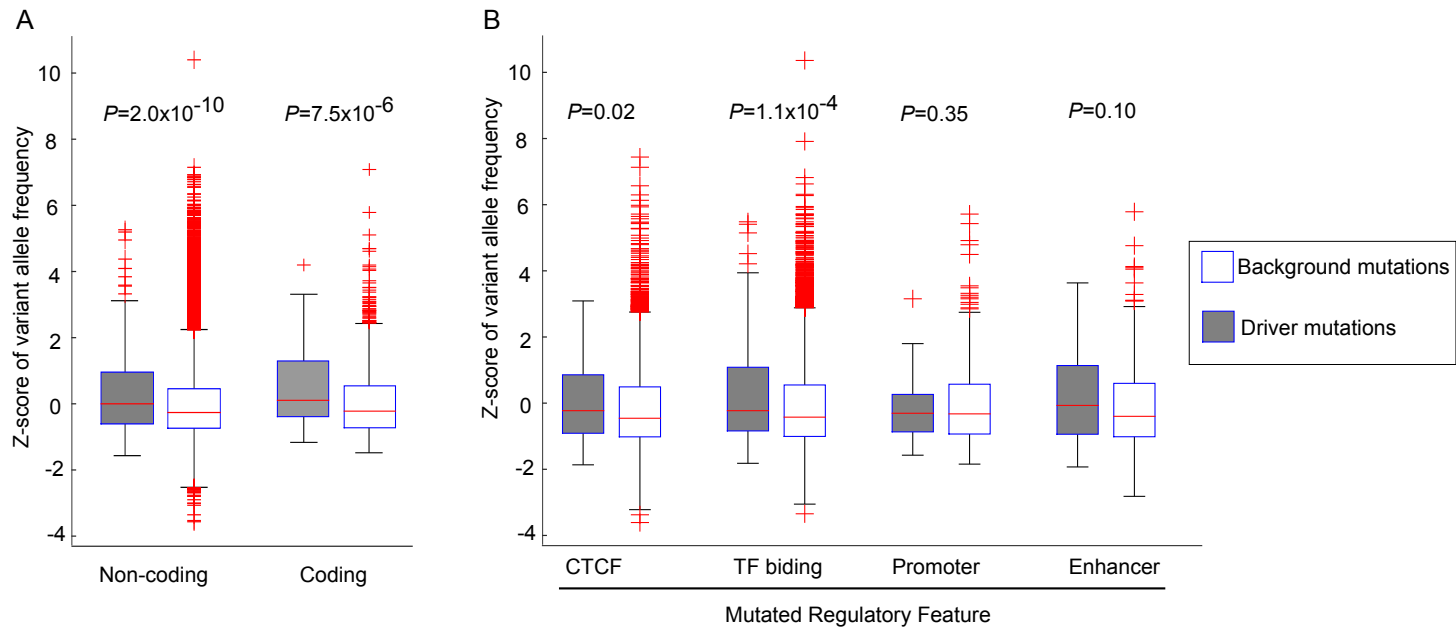 A
Z-score of variant allele frequency
10
8
6
4
2
0
-2
-4
P=2.0x10-10
P=7.5x10-6
Non-coding
Coding
B
Z-score of variant allele frequency
10
8
6
4
2
0
-2
-4
P=0.02
P=1.1x10-4
P=0.35
P=0.10
CTCF
TF biding
Promoter
Enhancer
Mutated Regulatory Feature
Background mutations
Driver mutations